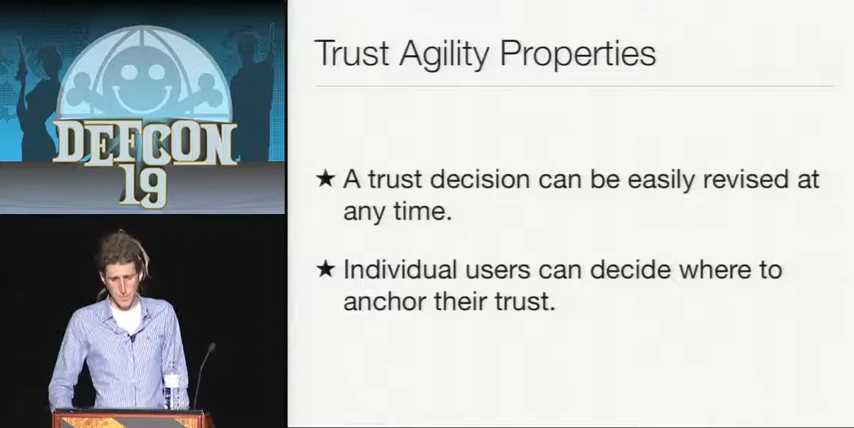 DEFCON
19
Trust Agility Properties
★ A trust decision can be easily revised at
any time.
★ Individual users can decide where to
anchor their trust.